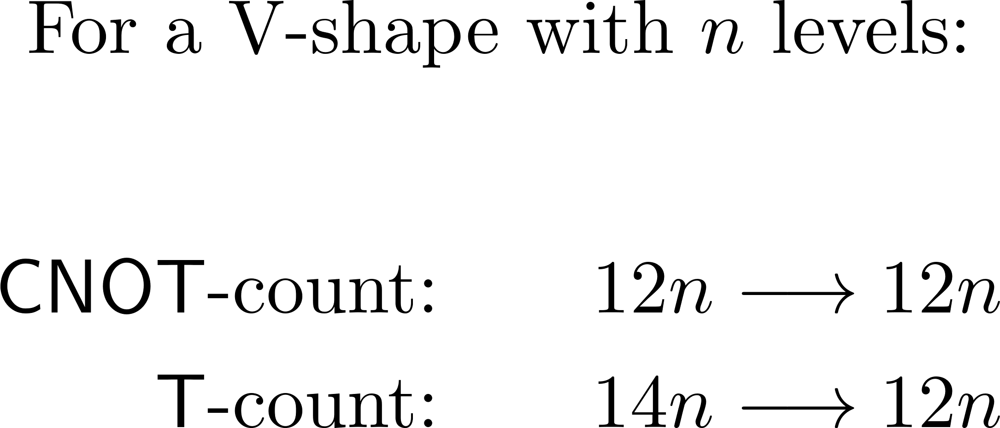 For a V-shape with n levels:
CNOT-count: 12n ⟶ 12n
T-count: 14n ⟶ 12n